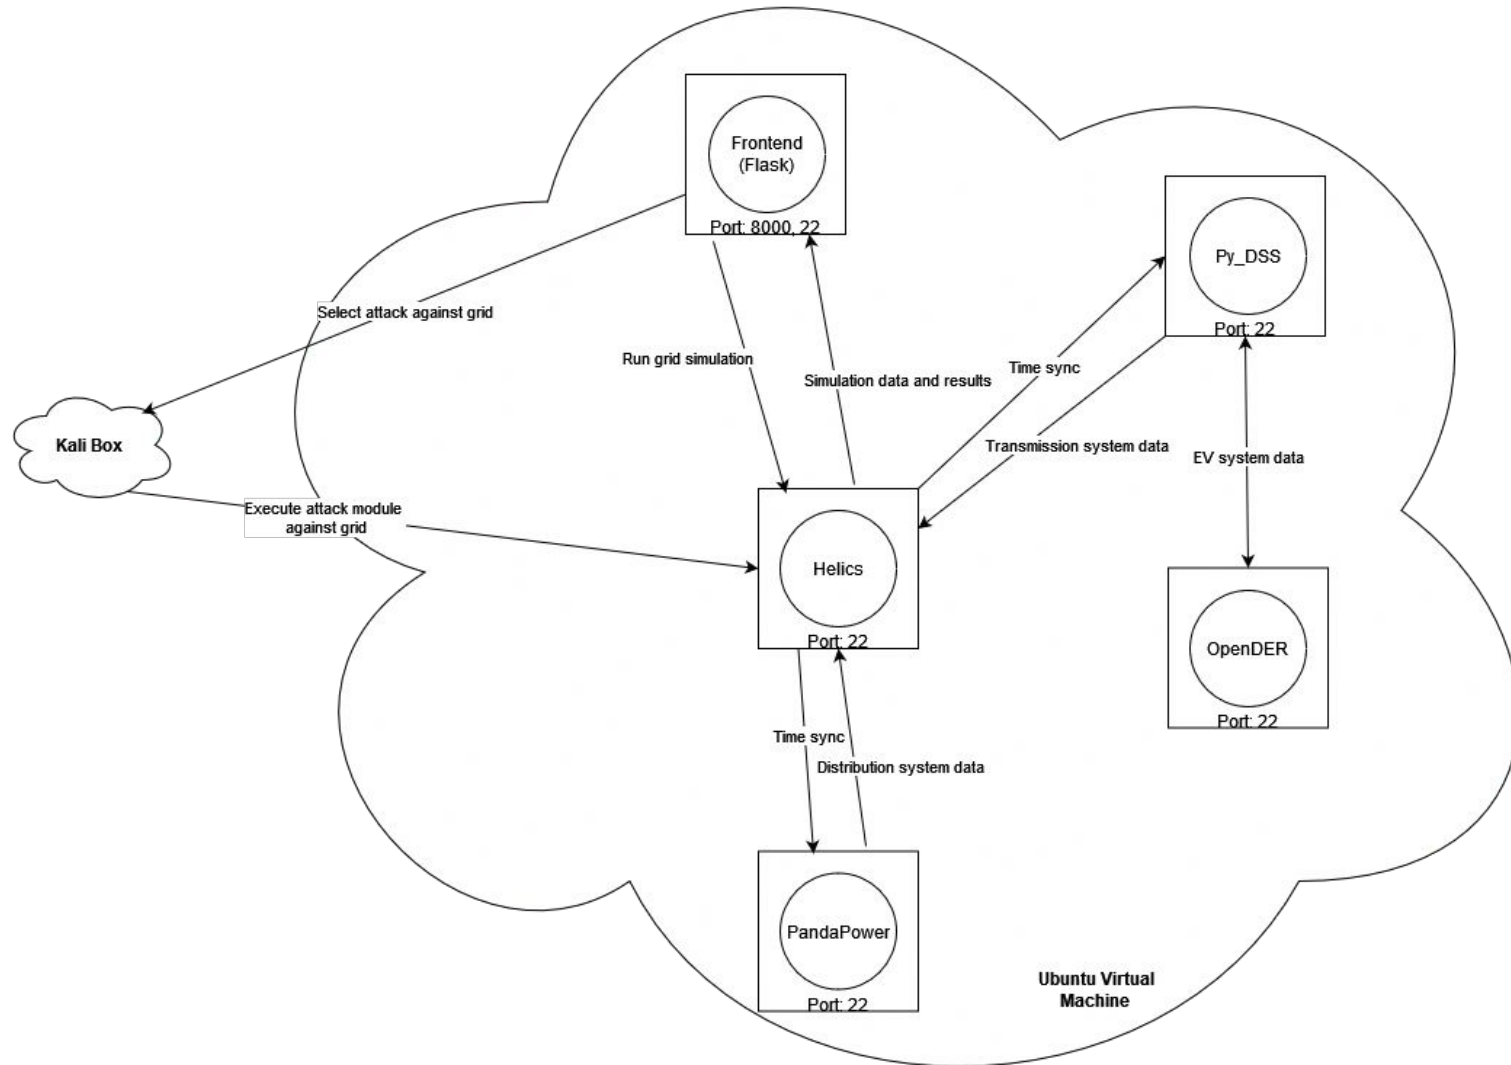 Frontend
(Flask)
Port: 8000, 22
Py_DSS
Port: 22
Select attack against grid
Run grid simulation
Simulation data and results
Time sync
Transmission system data
EV system data
Kali Box
Execute attack module
against grid
Helics
Port: 22
OpenDER
Port: 22
Time sync
Distribution system data
PandaPower
Port: 22
Ubuntu Virtual
Machine